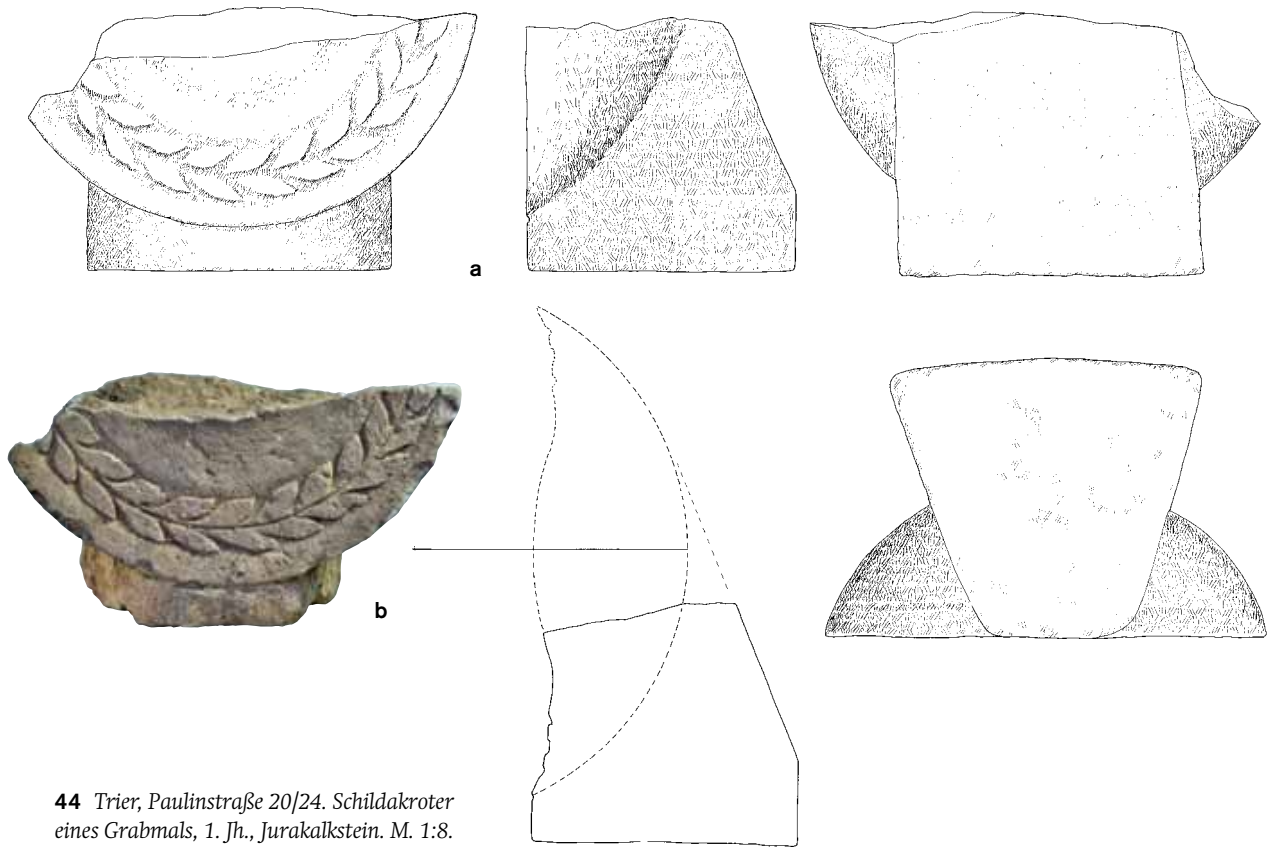 a
b
44 Trier, Paulinstraße 20/24. Schildakroter
eines Grabmals, 1. Jh., Jurakalkstein. M. 1:8.